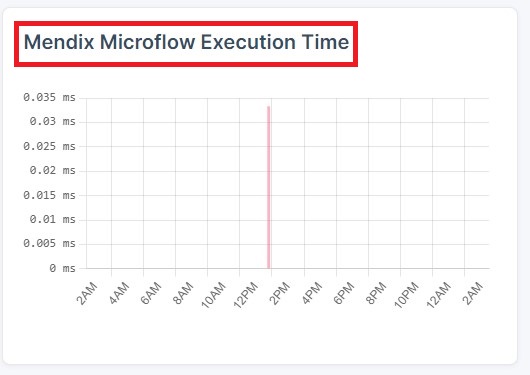 Mendix Microflow Execution Time
0.035 ms
0.03 ms
0.025 ms
0.02 ms
0.015 ms
0.01 ms
0.005 ms
0 ms
2AM 4AM 6AM 8AM 10AM 12PM 2PM 4PM 6PM 8PM 10PM 12AM 2AM